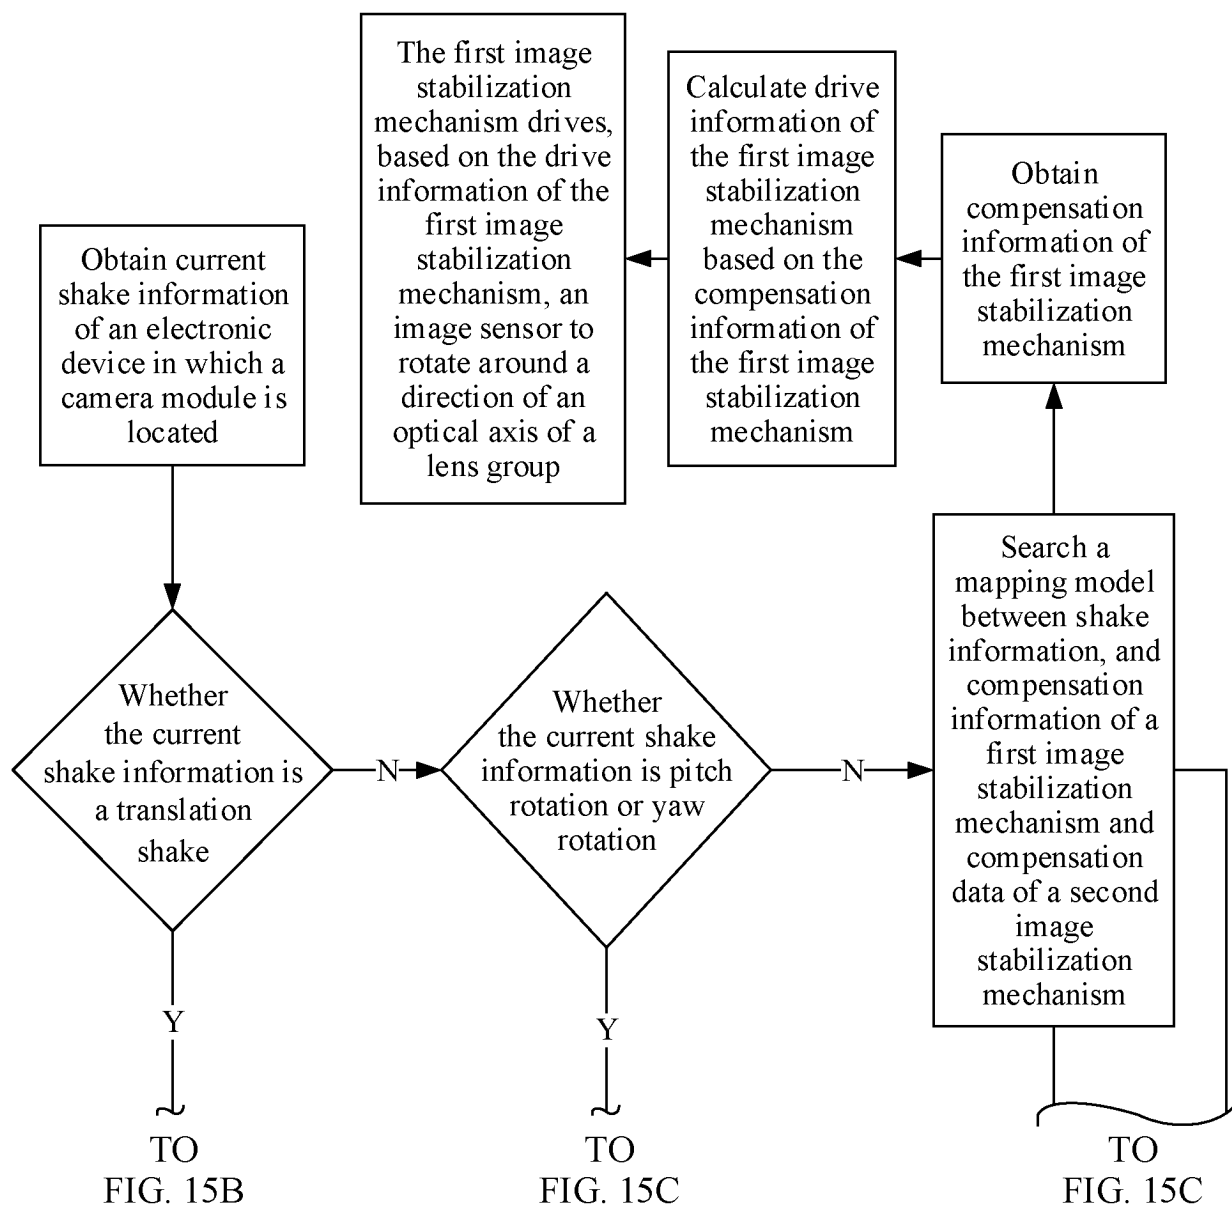 The first image
stabilization
mechanism drives,
based on the drive
information of the
first image
stabilization
mechanism, an
image sensor to
rotate around a
direction of an
optical axis of a
lens group
Calculate drive
information of
the first image
stabilization
mechanism
based on the
compensation
information of
the first image
stabilization
mechanism
Obtain
compensation
information of
the first image
stabilization
mechanism
Obtain current
shake information
of an electronic
device in which a
camera module is
located
Whether
the current
shake information is
a translation
shake
N
Whether
the current shake
information is pitch
rotation or yaw
rotation
N
Search a
mapping model
between shake
information, and
compensation
information of a
first image
stabilization
mechanism and
compensation
data of a second
image
stabilization
mechanism
Y
Y
TO
FIG. 15B
TO
FIG. 15C
TO
FIG. 15C